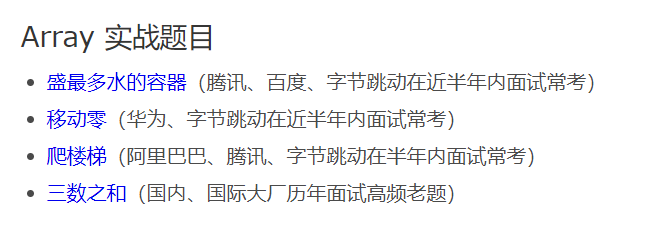 Array 实战题目
盛最多水的容器（腾讯、百度、字节跳动在近半年内面试常考）
移动零（华为、字节跳动在近半年内面试常考）
爬楼梯（阿里巴巴、腾讯、字节跳动在半年内面试常考）
三数之和（国内、国际大厂历年面试高频老题）